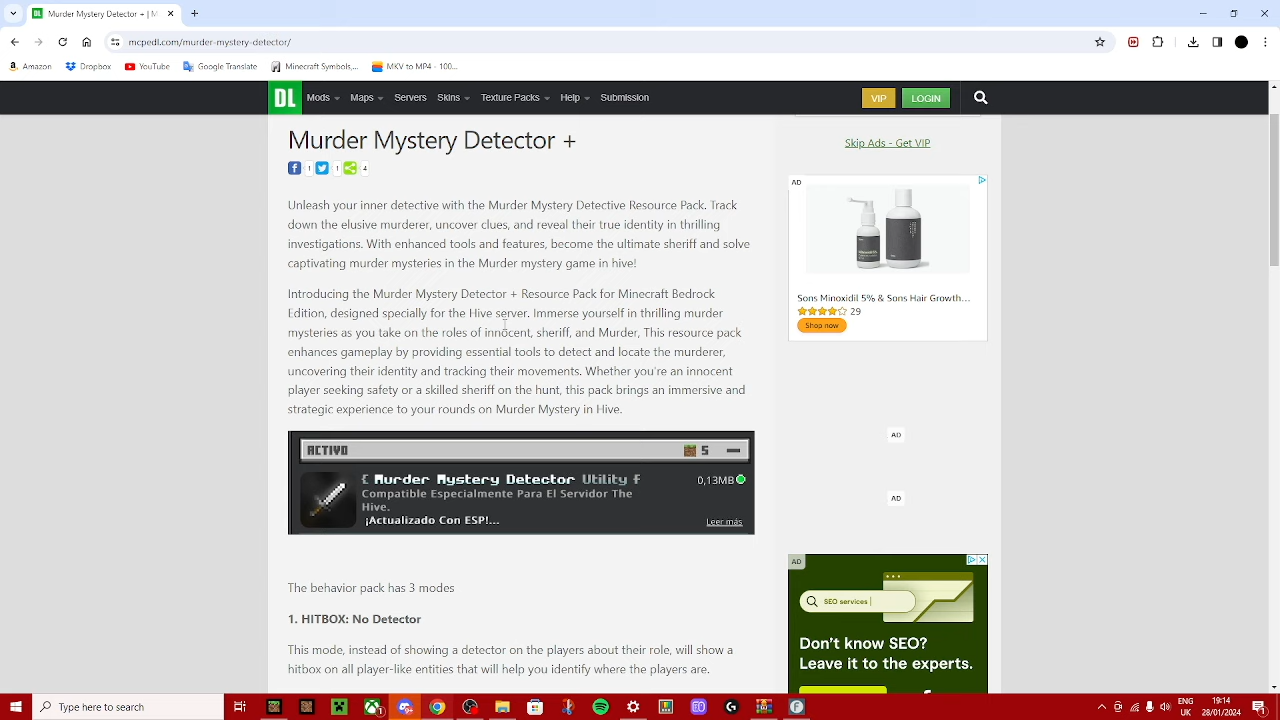 Murder Mystery Detector + | M
mcpedl.com/murder-mystery-detector/
Amazon
Dropbox
YouTube
Google Translate
Minecraft Symbols,...
MKV to MP4 - 100...
DL
Mods
Maps
Servers
Skins
Texture Packs
Help
Submission
VIP
LOGIN
Murder Mystery Detector +
1
1
4
Unleash your inner detective with the Murder Mystery Detective Resource Pack. Track
down the elusive murderer, uncover clues, and reveal their true identity in thrilling
investigations. With enhanced tools and features, become the ultimate sheriff and solve
captivating murder mysteries in the Murder mystery game in hive!
Introducing the Murder Mystery Detector + Resource Pack for Minecraft Bedrock
Edition, designed specially for the Hive server. Immerse yourself in thrilling murder
mysteries as you take on the roles of innocent, sheriff, and Murder, This resource pack
enhances gameplay by providing essential tools to detect and locate the murderer,
uncovering their identity and tracking their movements. Whether you're an innocent
player seeking safety or a skilled sheriff on the hunt, this pack brings an immersive and
strategic experience to your rounds on Murder Mystery in Hive.
ACTIVO
5
Murder Mystery Detector Utility
0,13MB
Compatible Especialmente Para El Servidor The
Hive.
¡Actualizado Con ESP!...
Leer más
The behavior pack has 3 modes
1. HITBOX: No Detector
This mode, instead of showing a detector on the players about their role, will show a
hitbox on all player-like entities that will help you identify where the players are.
Skip Ads - Get VIP
AD
Sons Minoxidil 5% & Sons Hair Growth...
29
Shop now
AD
AD
AD
SEO services |
Don't know SEO?
Leave it to the experts.
Type here to search
ENG
UK
19:14
28/01/2024